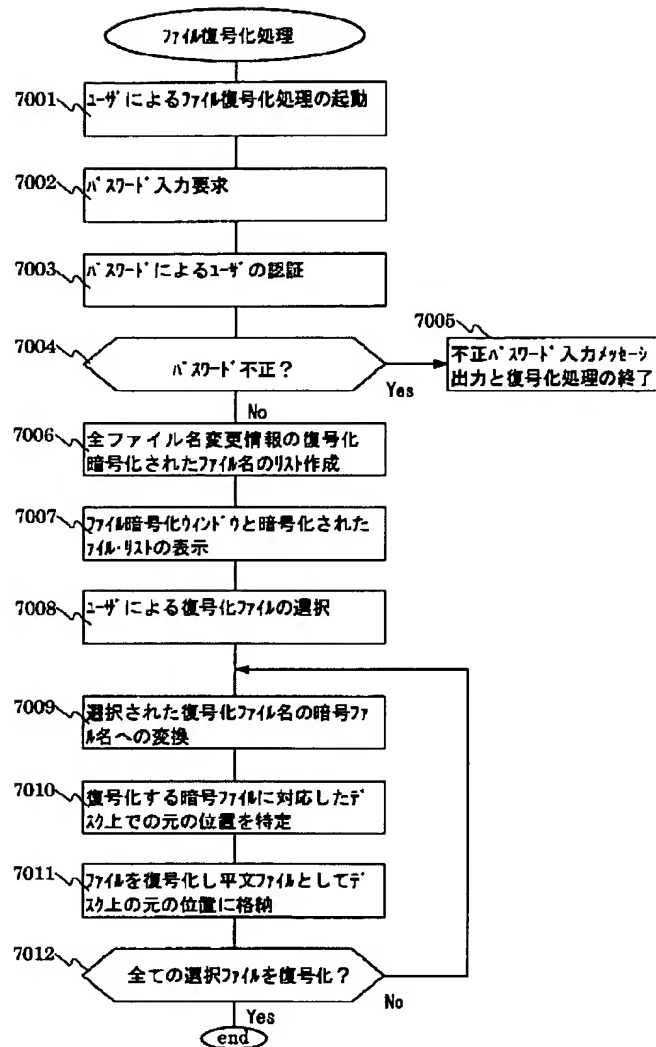 ファイル復号化処理
7001
ユーザによるファイル復号化処理の起動
7002
パスワード入力要求
7003
パスワードによるユーザの認証
7004
パスワード不正?
Yes
No
7005
不正パスワード入力メッセージ
出力と復号化処理の終了
7006
全ファイル名変更情報の復号化
暗号化されたファイル名のリスト作成
7007
ファイル暗号化ウィンドウと暗号化された
ァイル・リストの表示
7008
ユーザによる復号化ファイルの選択
7009
選択された復号化ファイル名の暗号ファ
ル名への変換
7010
復号化する暗号ファイルに対応したデ
スク上での元の位置を特定
7011
ファイルを復号化し平文ファイルとしてデ
スク上の元の位置に格納
7012
全ての選択ファイルを復号化?
No
Yes
end